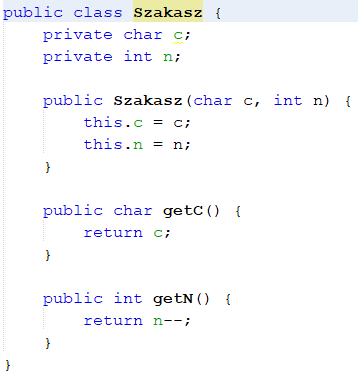 public class Szakasz {
private char c;
private int n;
public Szakasz(char c, int n) {
this.c = c;
this.n = n;
}
public char getC() {
return c;
}
public int getN() {
return n--;
}
}